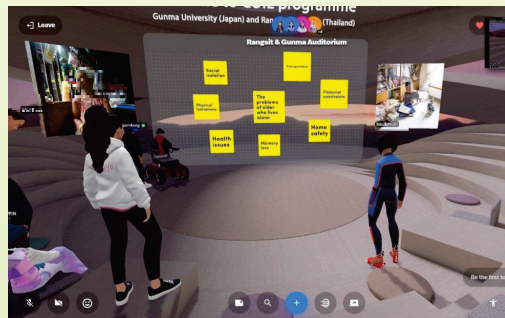 Leave
to COIL programme
Gunma University (Japan) and Ran
(Thailand)
Rangsit & Gunma Auditorium
Social
isolation
Transportation
Physical
limitations
The
problems
of older
who lives
alone
Financial
constraints
Health
issues
Memory
loss
Home
safety
Be the first to